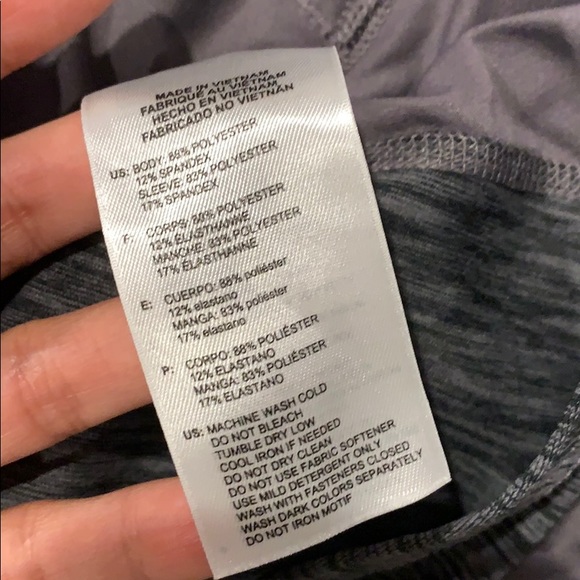 MADE IN VIETNAM
FABRIQUÉ AU VIÊTNAM
HECHO EN VIETNAM
FABRICADO NO VIETNÃN
US: BODY: 88% POLYESTER
12% SPANDEX
SLEEVE: 83% POLYESTER
17% SPANDEX
F: CORPS: 88% POLYESTER
12% ÉLASTHANNE
MANCHE: 83% POLYESTER
17% ÉLASTHANNE
E: CUERPO: 88% poliéster
12% elastano
MANGA: 83% poliéster
17% elastano
P: CORPO: 88% POLIÉSTER
12% ELASTANO
MANGA: 83% POLIÉSTER
17% ELASTANO
US: MACHINE WASH COLD
DO NOT BLEACH
TUMBLE DRY LOW
COOL IRON IF NEEDED
DO NOT DRY CLEAN
DO NOT USE FABRIC SOFTENER
USE MILD DETERGENT ONLY
WASH WITH FASTENERS CLOSED
WASH DARK COLORS SEPARATELY
DO NOT IRON MOTIF